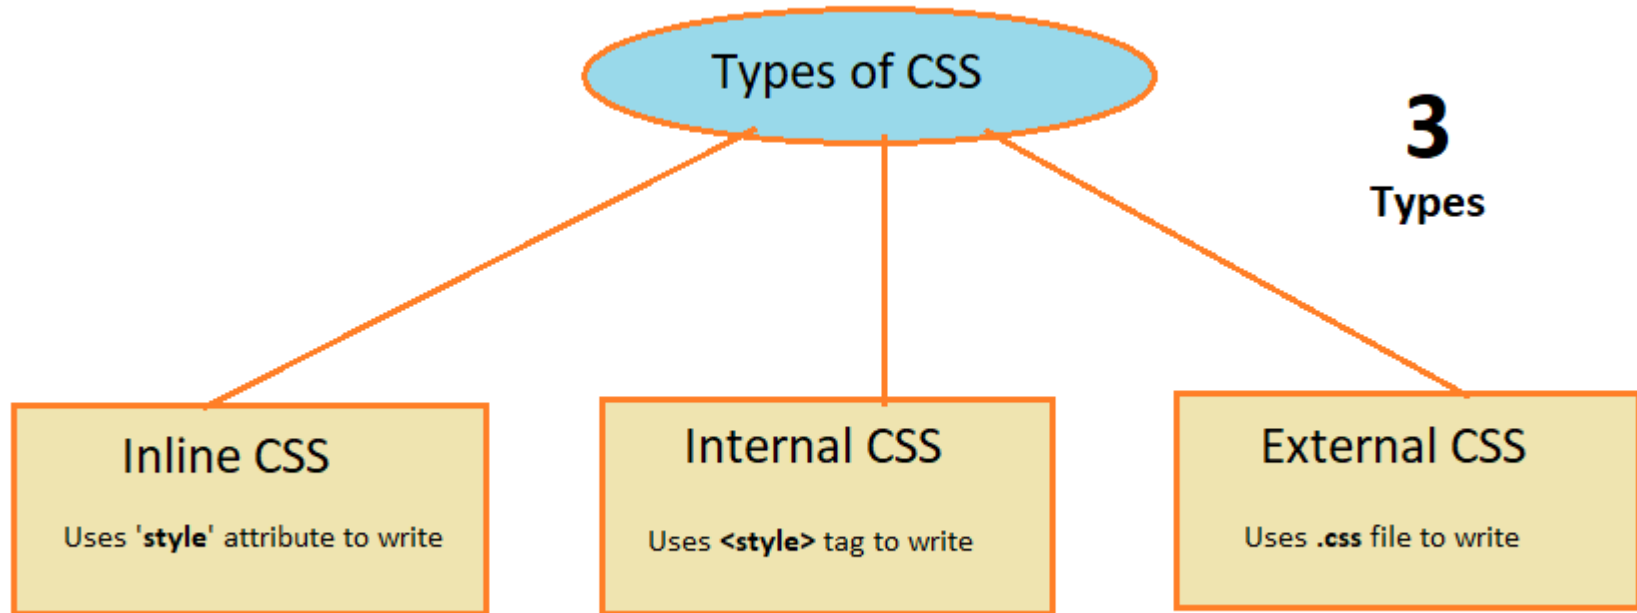 Types of CSS
3
Types
Inline CSS
Uses 'style' attribute to write
Internal CSS
Uses <style> tag to write
External CSS
Uses .css file to write